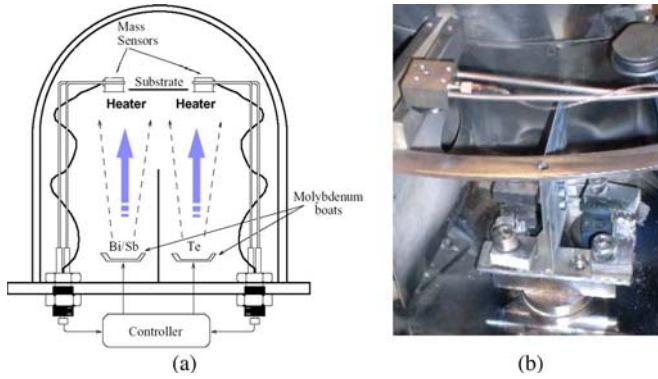 Mass
Sensors
Substrate
Heater
Heater
Molybdenum
boats
Bi/Sb
Te
Controller
(a)
(b)